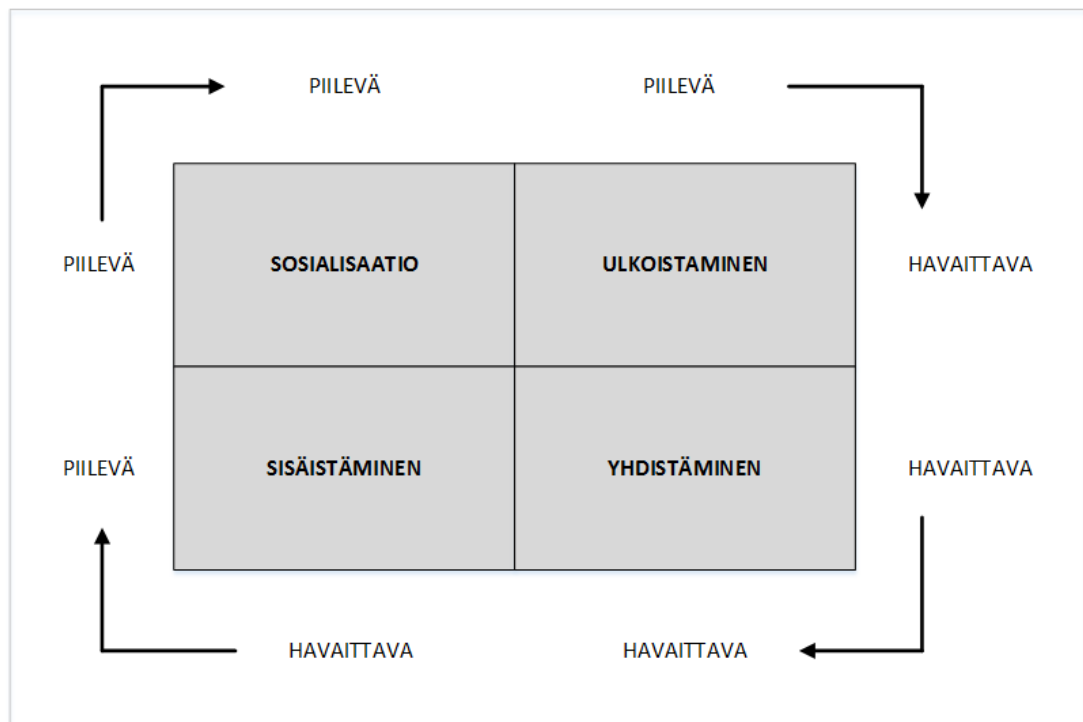 PIILEVÄ PIILEVÄ
PIILEVÄ SOSIALISAATIO ULKOISTAMINEN HAVAITTAVA
PIILEVÄ SISÄISTÄMINEN YHDISTÄMINEN HAVAITTAVA
HAVAITTAVA HAVAITTAVA